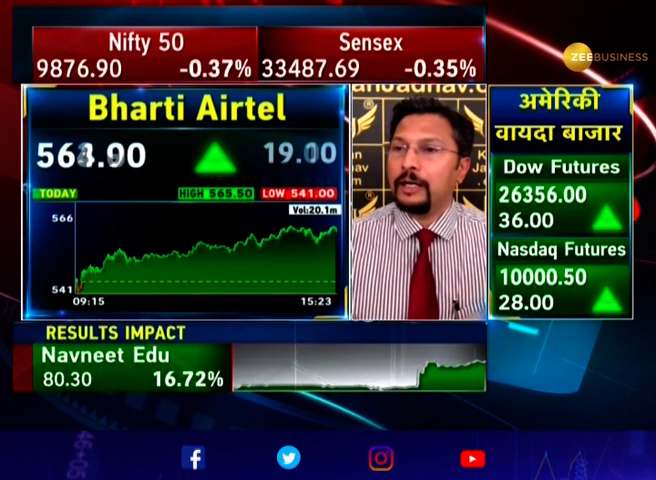 Nifty 50
9876.90 -0.37%
Sensex
33487.69 -0.35%
ZEE BUSINESS
Bharti Airtel
19.00
TODAY HIGH 565.50 LOW 541.00
Vol:20.1m
566
541
09:15 15:23
अमेरिकी
वायदा बाजार
Dow Futures
26356.00
36.00
Nasdaq Futures
10000.50
28.00
RESULTS IMPACT
Navneet Edu
80.30 16.72%